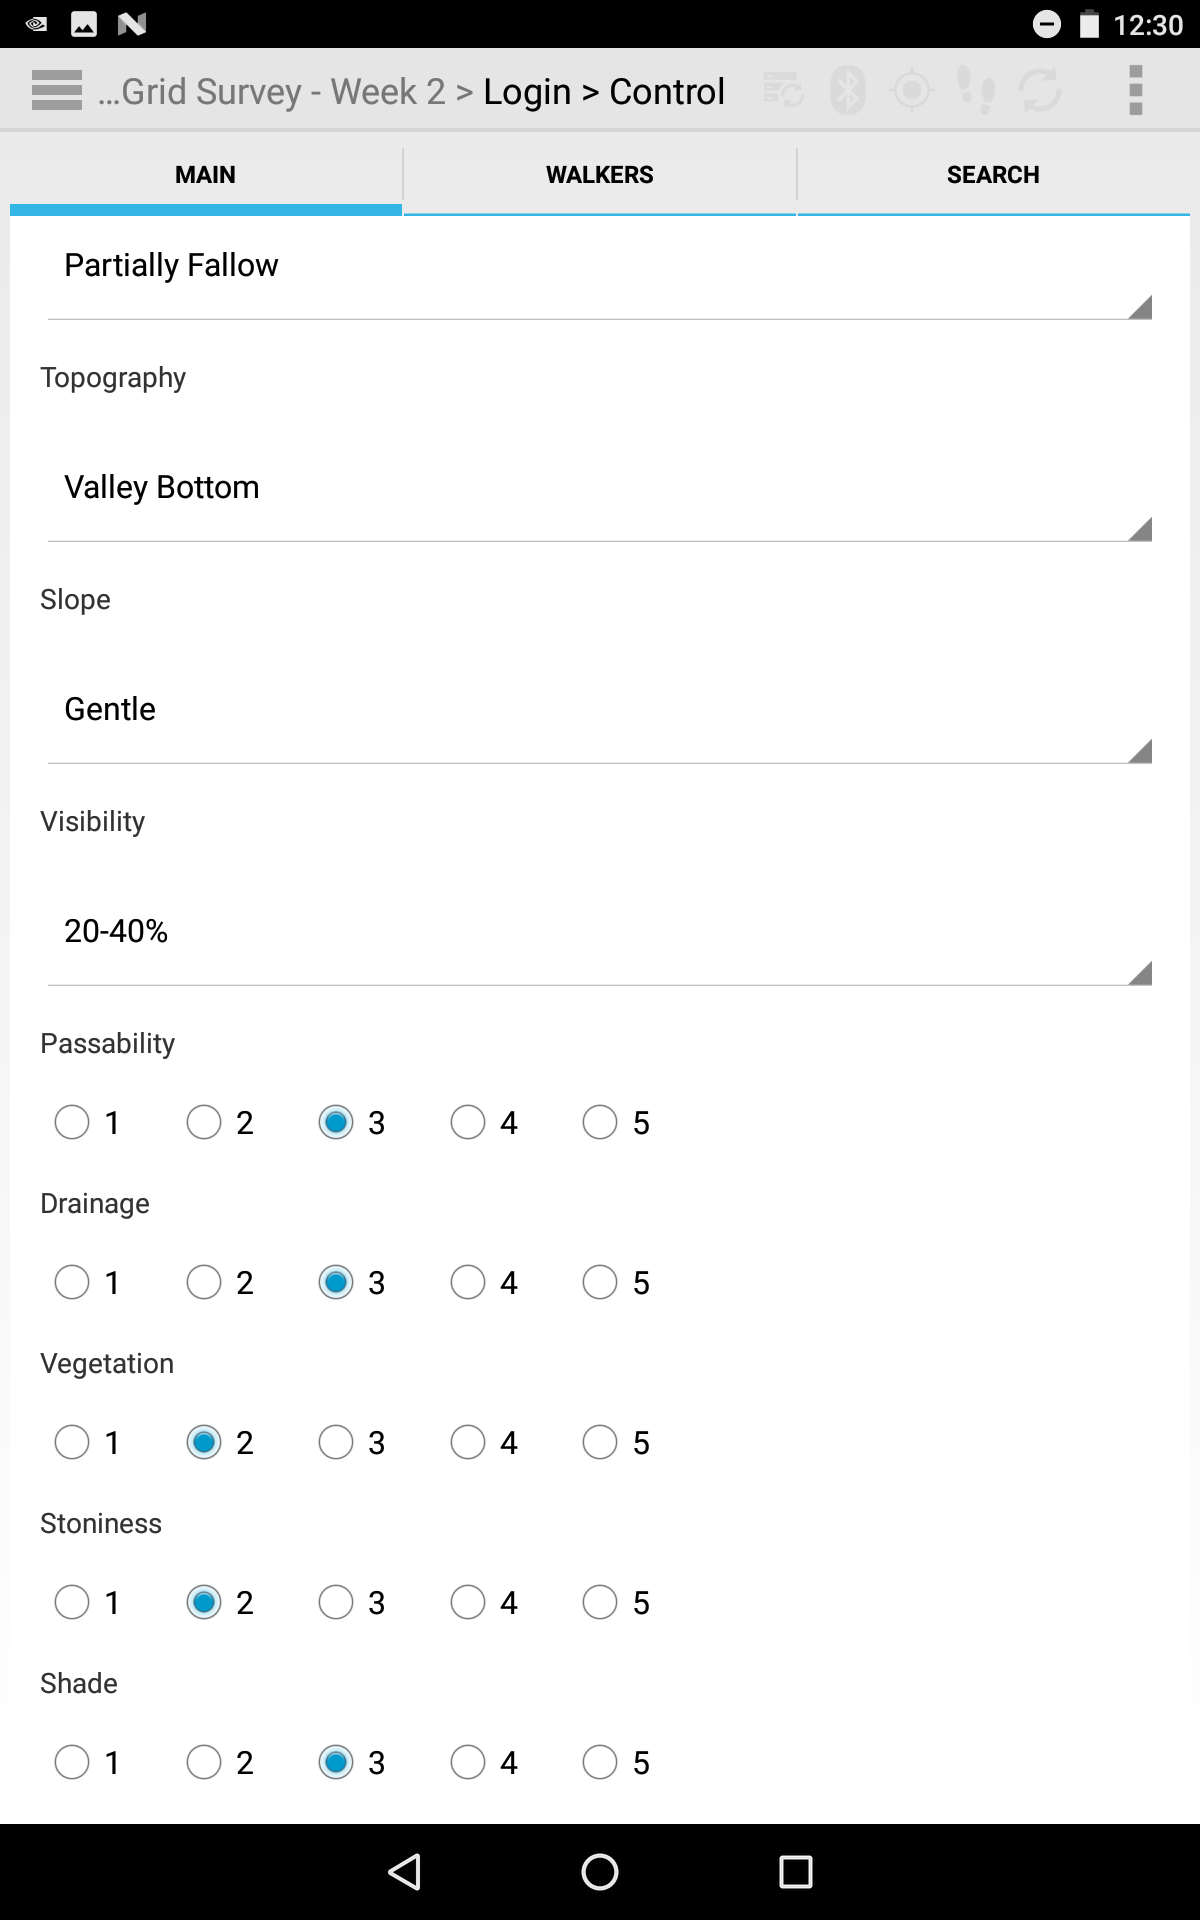 12:30
...Grid Survey - Week 2 > Login > Control
MAIN
WALKERS
SEARCH
Partially Fallow
Topography
Valley Bottom
Slope
Gentle
Visibility
20-40%
Passability
1 2 3 4 5
Drainage
1 2 3 4 5
Vegetation
1 2 3 4 5
Stoniness
1 2 3 4 5
Shade
1 2 3 4 5